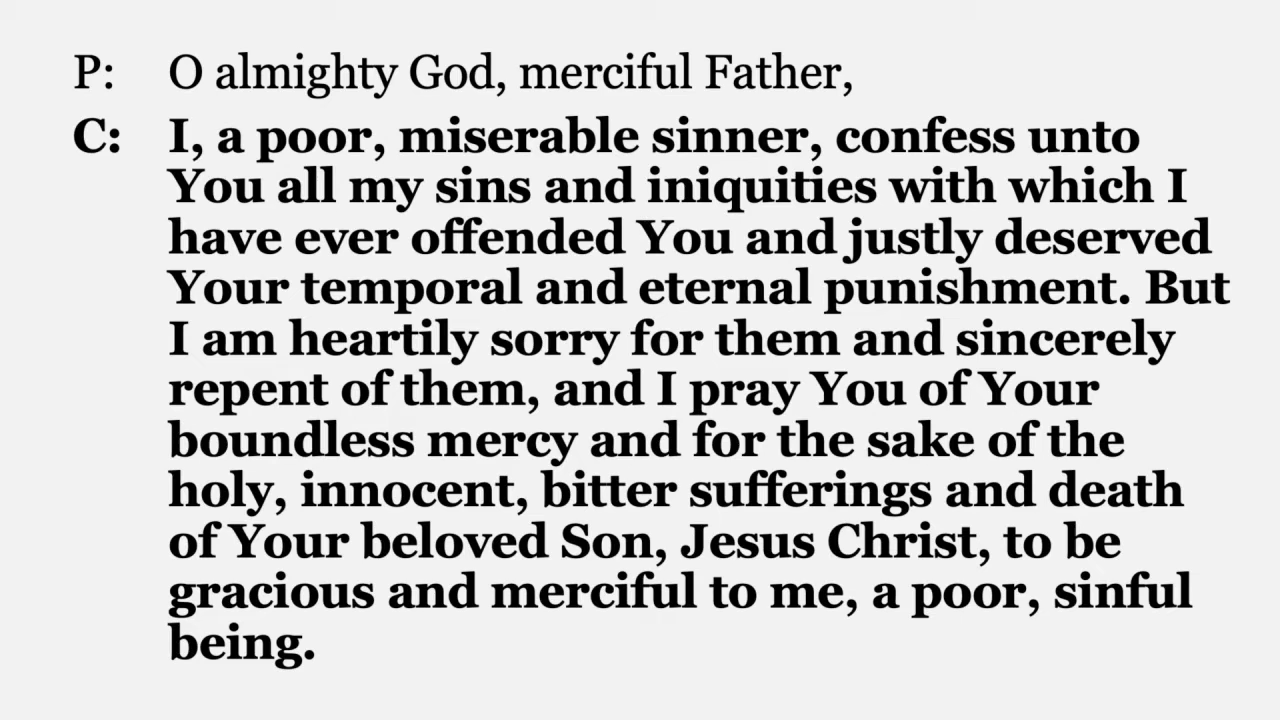 P: O almighty God, merciful Father,
C: I, a poor, miserable sinner, confess unto
You all my sins and iniquities with which I
have ever offended You and justly deserved
Your temporal and eternal punishment. But
I am heartily sorry for them and sincerely
repent of them, and I pray You of Your
boundless mercy and for the sake of the
holy, innocent, bitter sufferings and death
of Your beloved Son, Jesus Christ, to be
gracious and merciful to me, a poor, sinful
being.